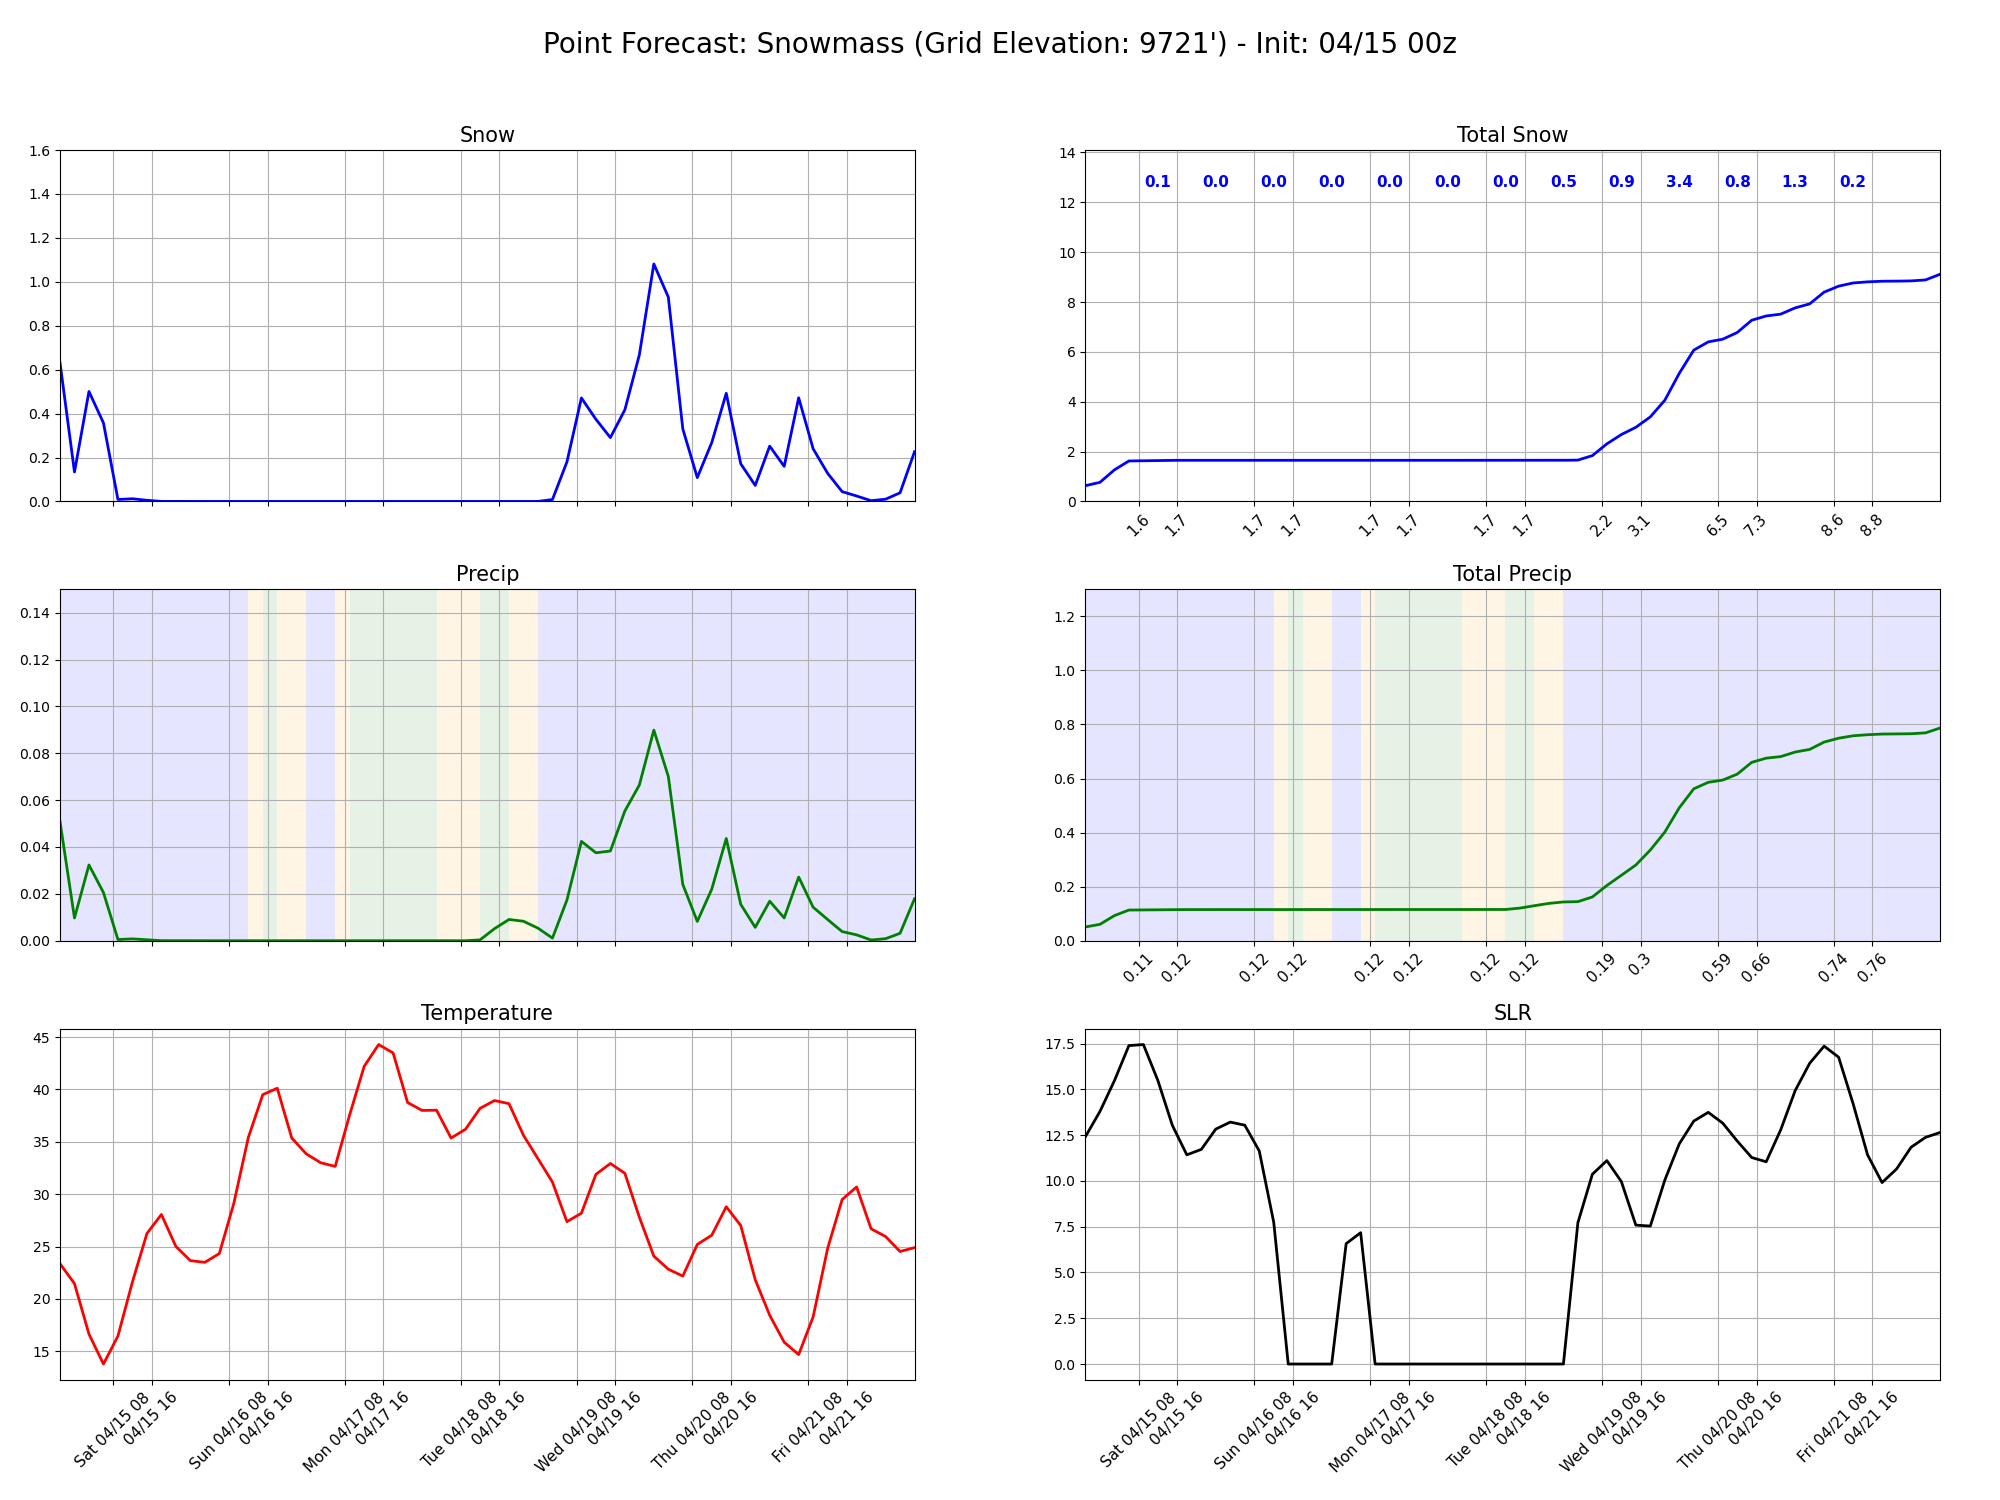 Point Forecast: Snowmass (Grid Elevation: 9721') - Init: 04/15 00z
Snow
1.6
1.4
1.2
1.0
0.8
0.6
0.4
0.2
0.0
Total Snow
14
12
10
8
6
4
2
0
0.1 0.0 0.0 0.0 0.0 0.0 0.0 0.5 0.9 3.4 0.8 1.3 0.2
1.6 1.7 1.7 1.7 1.7 1.7 1.7 1.7 2.2 3.1 6.5 7.3 8.6 8.8
Precip
0.14
0.12
0.10
0.08
0.06
0.04
0.02
0.00
Total Precip
1.2
1.0
0.8
0.6
0.4
0.2
0.0
0.11 0.12 0.12 0.12 0.12 0.12 0.12 0.12 0.19 0.3 0.59 0.66 0.74 0.76
Temperature
45
40
35
30
25
20
15
Sat 04/15 08
04/15 16
Sun 04/16 08
04/16 16
Mon 04/17 08
04/17 16
Tue 04/18 08
04/18 16
Wed 04/19 08
04/19 16
Thu 04/20 08
04/20 16
Fri 04/21 08
04/21 16
SLR
17.5
15.0
12.5
10.0
7.5
5.0
2.5
0.0
Sat 04/15 08
04/15 16
Sun 04/16 08
04/16 16
Mon 04/17 08
04/17 16
Tue 04/18 08
04/18 16
Wed 04/19 08
04/19 16
Thu 04/20 08
04/20 16
Fri 04/21 08
04/21 16